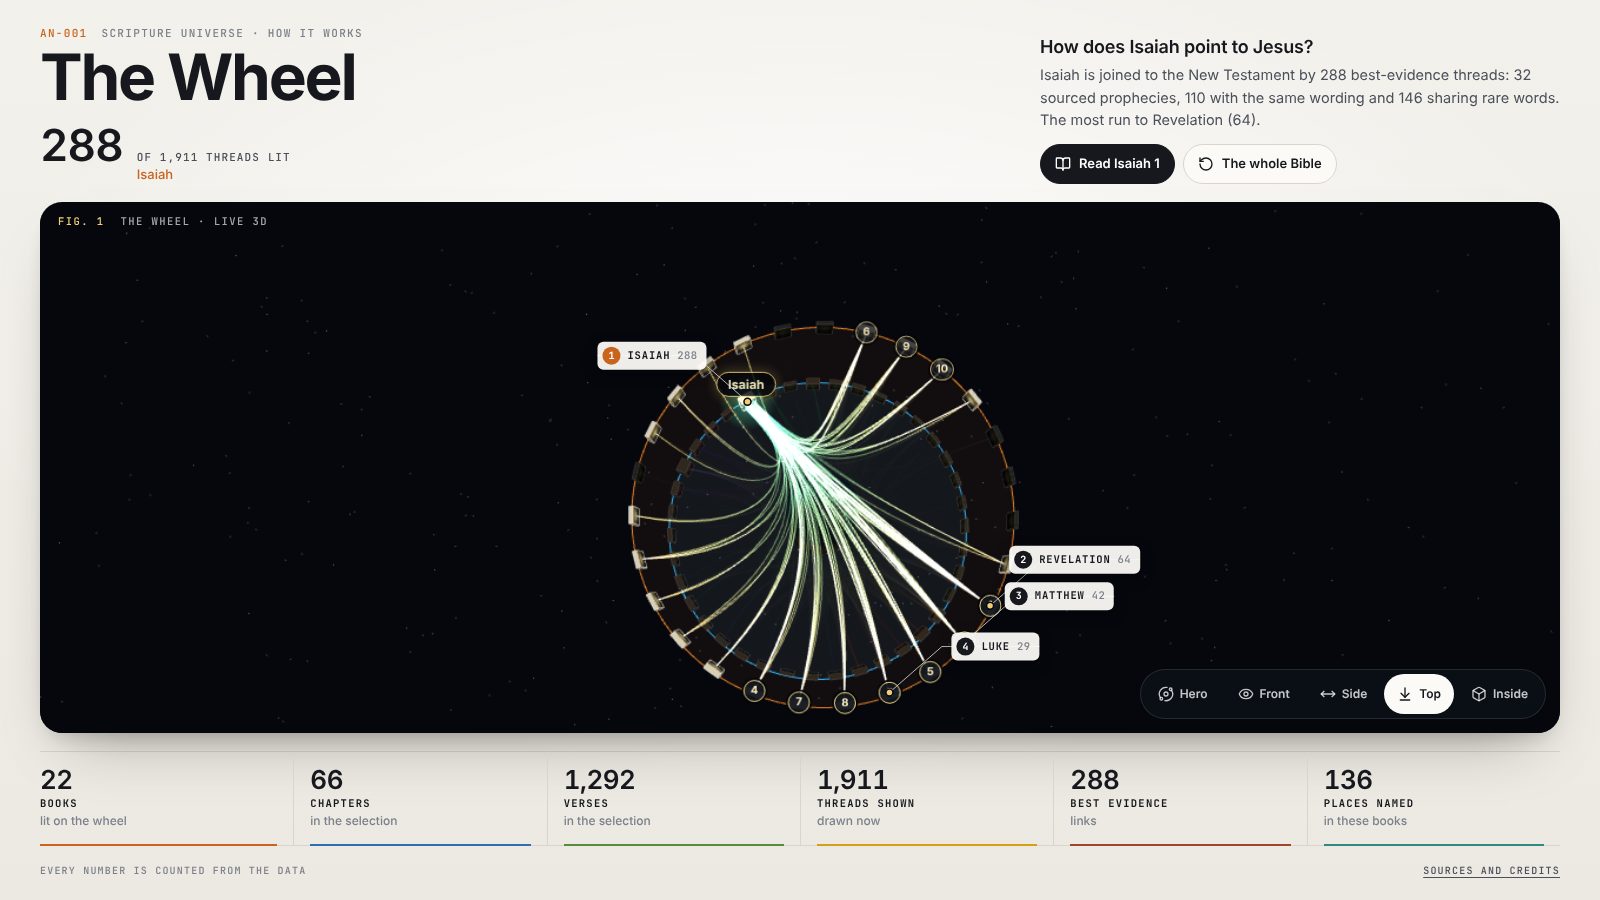 AN-001 SCRIPTURE UNIVERSE · HOW IT WORKS
The Wheel
288 OF 1,911 THREADS LIT
Isaiah
How does Isaiah point to Jesus?
Isaiah is joined to the New Testament by 288 best-evidence threads: 32
sourced prophecies, 110 with the same wording and 146 sharing rare words.
The most run to Revelation (64).
Read Isaiah 1
The whole Bible
FIG. 1 THE WHEEL · LIVE 3D
6
9
10
1 ISAIAH 288
Isaiah
2 REVELATION 64
3 MATTHEW 42
4 LUKE 29
5
4
7
8
Hero
Front
Side
Top
Inside
22
BOOKS
lit on the wheel
66
CHAPTERS
in the selection
1,292
VERSES
in the selection
1,911
THREADS SHOWN
drawn now
288
BEST EVIDENCE
links
136
PLACES NAMED
in these books
EVERY NUMBER IS COUNTED FROM THE DATA
SOURCES AND CREDITS